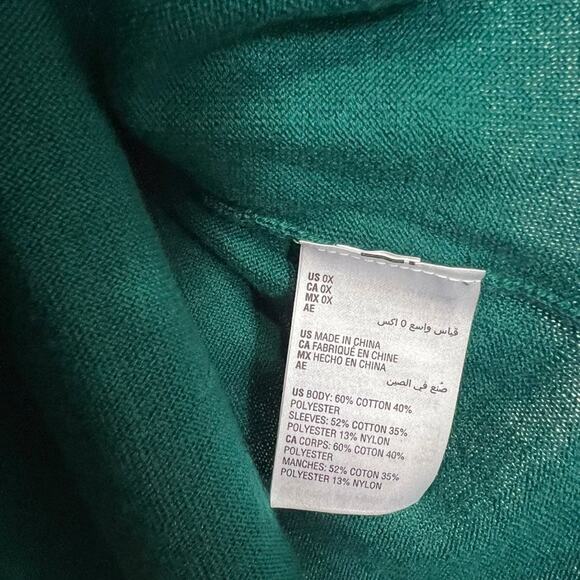 US 0X
CA 0X
MX 0X
AE
قياس واسع 0 اكس
US MADE IN CHINA
CA FABRIQUÉ EN CHINE
MX HECHO EN CHINA
AE
صُنع في الصين
US BODY: 60% COTTON 40%
POLYESTER
SLEEVES: 52% COTTON 35%
POLYESTER 13% NYLON
CA CORPS: 60% COTON 40%
POLYESTER
MANCHES: 52% COTON 35%
POLYESTER 13% NYLON